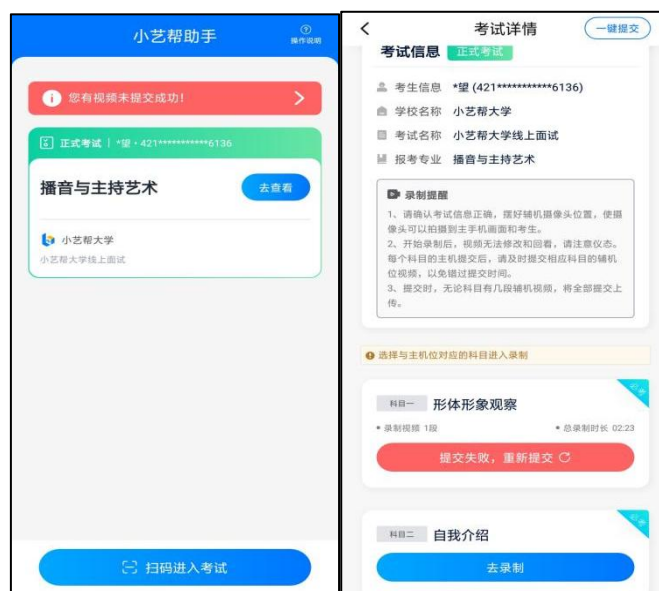 小艺帮助手
操作说明
您有视频未提交成功!
正式考试 | *望·421***********6136
播音与主持艺术
去查看
小艺帮大学
小艺帮大学线上面试
扫码进入考试
考试详情
一键提交
考试信息 正式考试
考生信息 *望 (421***********6136)
学校名称 小艺帮大学
考试名称 小艺帮大学线上面试
报考专业 播音与主持艺术
录制提醒
1、请确认考试信息正确，摆好辅机摄像头位置，使摄
像头可以拍摄到主手机画面和考生。
2、开始录制后，视频无法修改和回看，请注意仪态。
每个科目的主机提交后，请及时提交相应科目的辅机
位视频，以免错过提交时间。
3、提交时，无论科目有几段辅机视频，将全部提交上
传。
选择与主机位对应的科目进入录制
科目一 形体形象观察
必考
• 录制视频 1段 • 总录制时长 02:23
提交失败，重新提交
科目二 自我介绍
必考
去录制